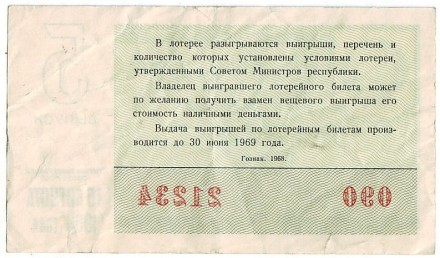 В лотерее разыгрываются выигрыши, перечень и
количество которых установлены условиями лотереи,
утвержденными Советом Министров республики.
Владелец выигравшего лотерейного билета может
по желанию получить взамен вещевого выигрыша его
стоимость наличными деньгами.
Выдача выигрышей по лотерейным билетам произ-
водится до 30 июня 1969 года.
Гознак. 1968.
21234 090